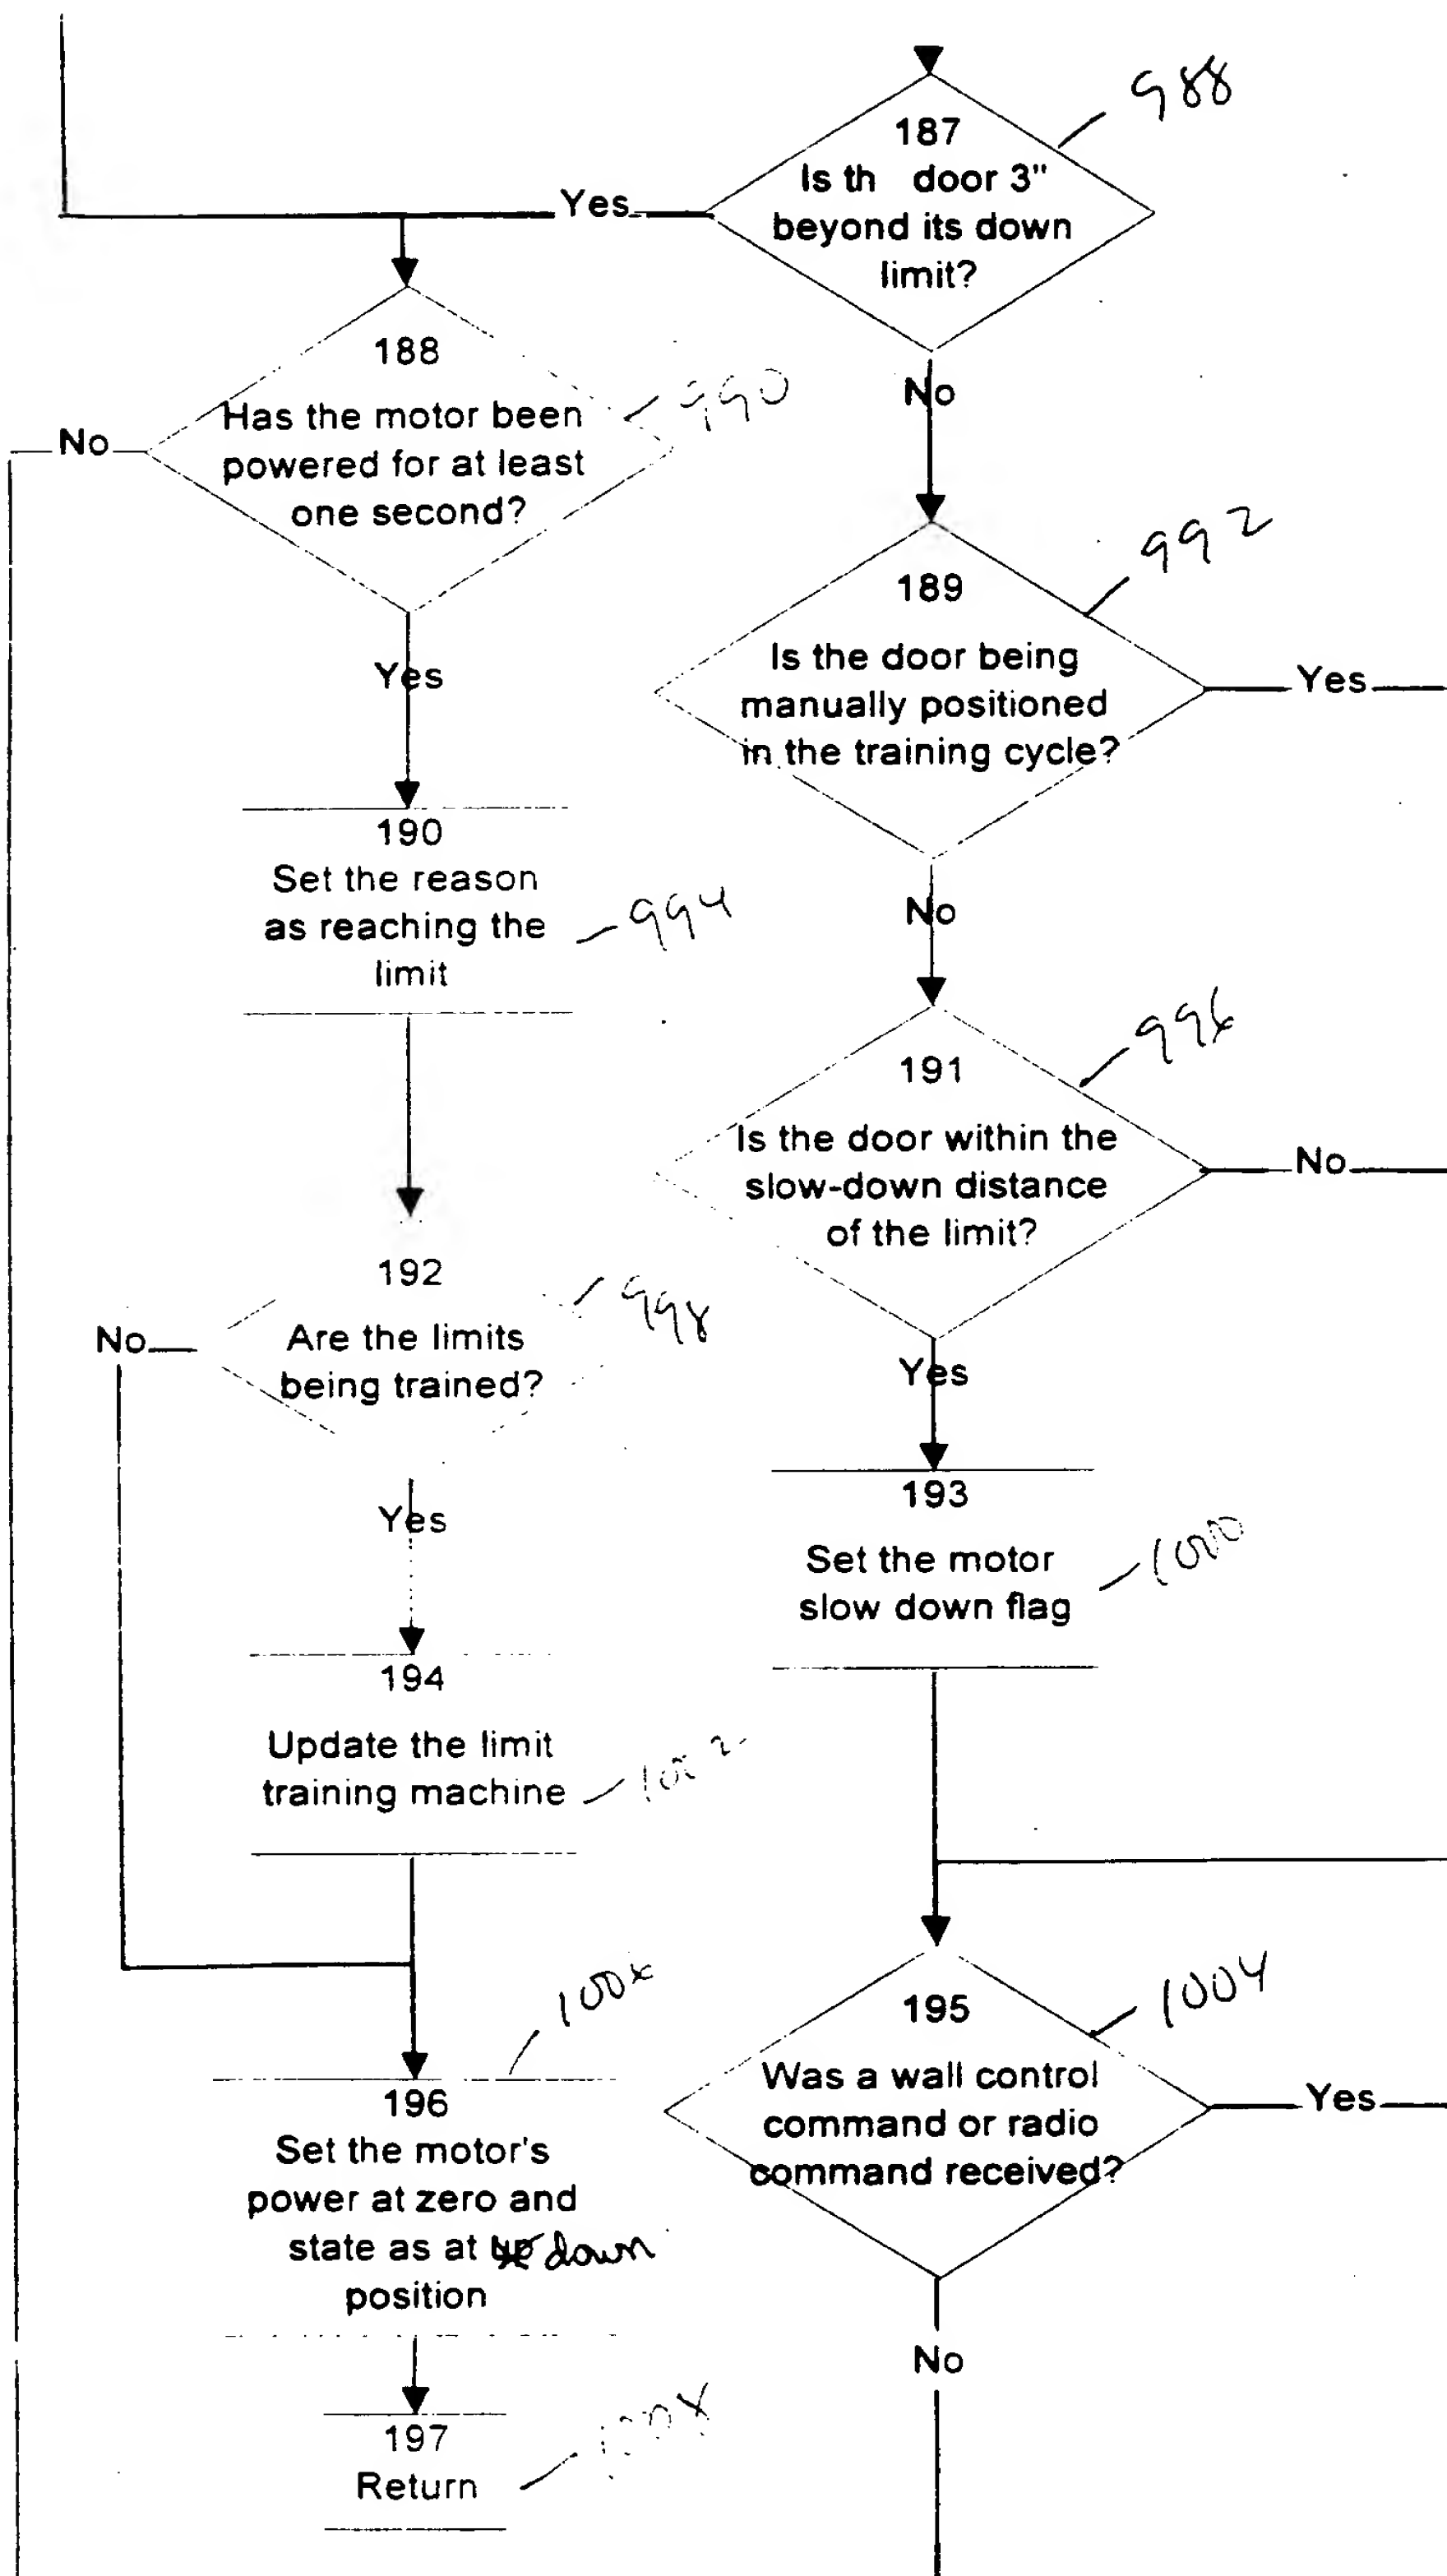 988
187
Is th door 3"
beyond its down
limit?
Yes
No
188
Has the motor been
powered for at least
one second?
990
No
Yes
992
189
Is the door being
manually positioned
in the training cycle?
Yes
No
190
Set the reason
as reaching the
limit
994
996
191
Is the door within the
slow-down distance
of the limit?
No
Yes
192
Are the limits
being trained?
998
No
Yes
193
Set the motor
slow down flag
1000
194
Update the limit
training machine
1002
1004
195
Was a wall control
command or radio
command received?
Yes
No
1006
196
Set the motor's
power at zero and
state as at down
position
197
Return
1008